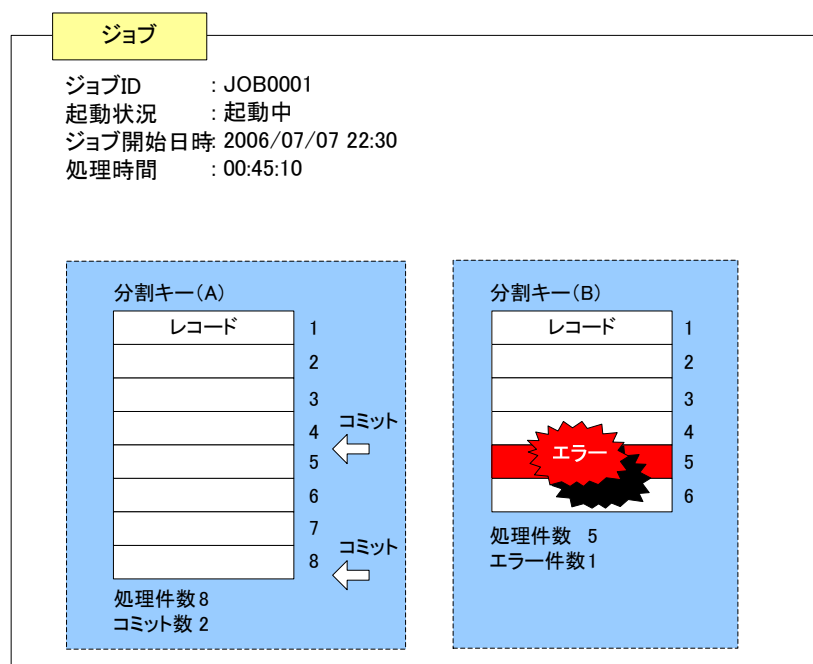 ジョブ
ジョブID : JOB0001
起動状況 : 起動中
ジョブ開始日時: 2006/07/07 22:30
処理時間 : 00:45:10
分割キー(A)
レコード 1
2
3
4 コミット
5
6
7
8 コミット
処理件数 8
コミット数 2
分割キー(B)
レコード 1
2
3
4
エラー 5
6
処理件数 5
エラー件数 1